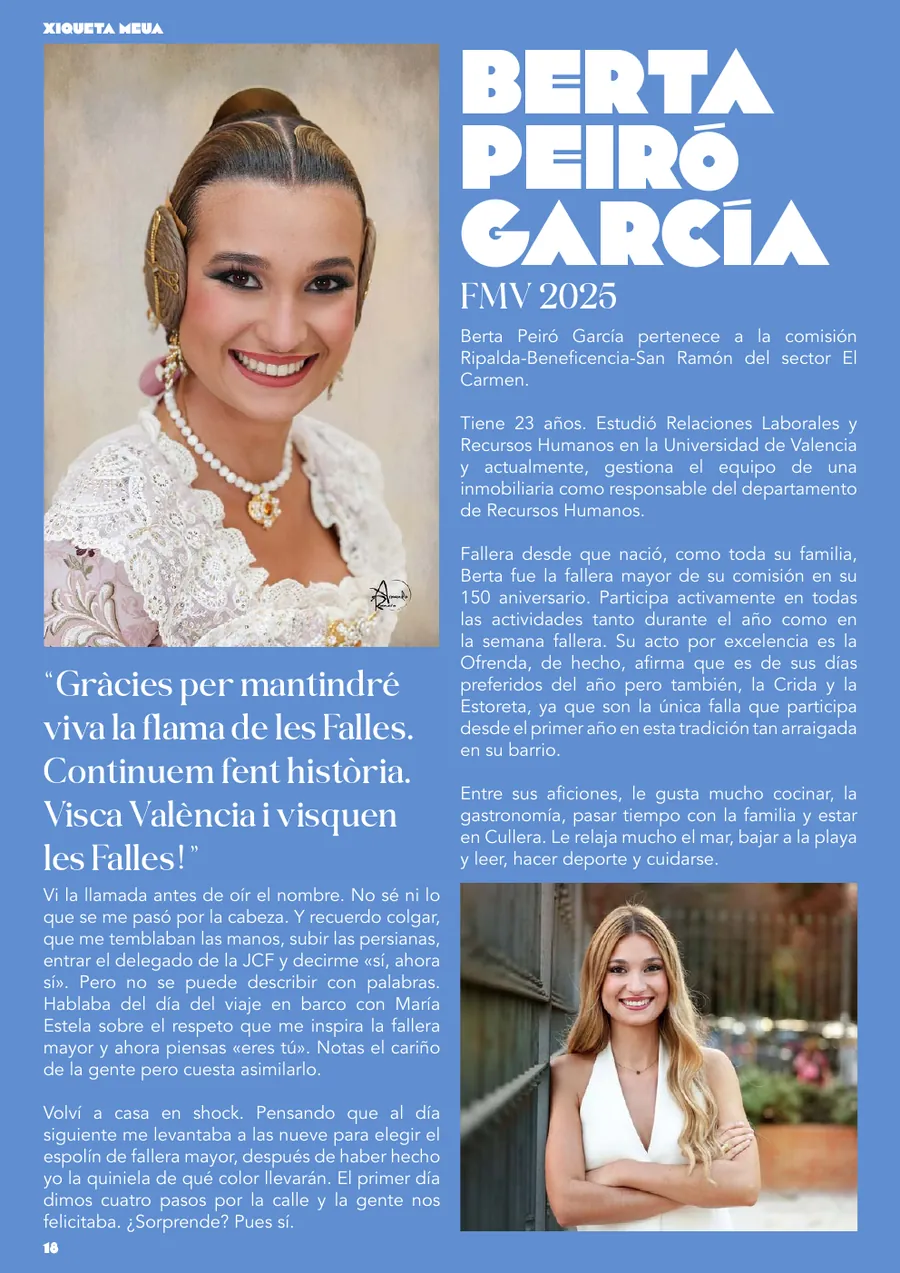 XIQUETA MEUA
BERTA
PEIRÓ
GARCÍA
FMV 2025
Berta Peiró García pertenece a la comisión
Ripalda-Beneficencia-San Ramón del sector El
Carmen.
Tiene 23 años. Estudió Relaciones Laborales y
Recursos Humanos en la Universidad de Valencia
y actualmente, gestiona el equipo de una
inmobiliaria como responsable del departamento
de Recursos Humanos.
Fallera desde que nació, como toda su familia,
Berta fue la fallera mayor de su comisión en su
150 aniversario. Participa activamente en todas
las actividades tanto durante el año como en
la semana fallera. Su acto por excelencia es la
Ofrenda, de hecho, afirma que es de sus días
preferidos del año pero también, la Crida y la
Estoreta, ya que son la única falla que participa
desde el primer año en esta tradición tan arraigada
en su barrio.
Entre sus aficiones, le gusta mucho cocinar, la
gastronomía, pasar tiempo con la familia y estar
en Cullera. Le relaja mucho el mar, bajar a la playa
y leer, hacer deporte y cuidarse.
“Gràcies per mantindré
viva la flama de les Falles.
Continuem fent història.
Visca València i visquen
les Falles!”
Vi la llamada antes de oír el nombre. No sé ni lo
que se me pasó por la cabeza. Y recuerdo colgar,
que me temblaban las manos, subir las persianas,
entrar el delegado de la JCF y decirme «sí, ahora
sí». Pero no se puede describir con palabras.
Hablaba del día del viaje en barco con María
Estela sobre el respeto que me inspira la fallera
mayor y ahora piensas «eres tú». Notas el cariño
de la gente pero cuesta asimilarlo.
Volví a casa en shock. Pensando que al día
siguiente me levantaba a las nueve para elegir el
espolín de fallera mayor, después de haber hecho
yo la quiniela de qué color llevarán. El primer día
dimos cuatro pasos por la calle y la gente nos
felicitaba. ¿Sorprende? Pues sí.
18